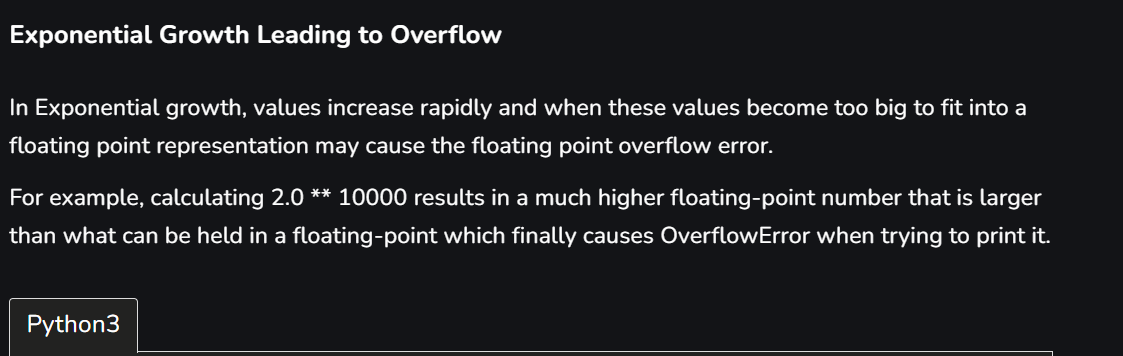 Exponential Growth Leading to Overflow
In Exponential growth, values increase rapidly and when these values become too big to fit into a
floating point representation may cause the floating point overflow error.
For example, calculating 2.0 ** 10000 results in a much higher floating-point number that is larger
than what can be held in a floating-point which finally causes OverflowError when trying to print it.
Python3